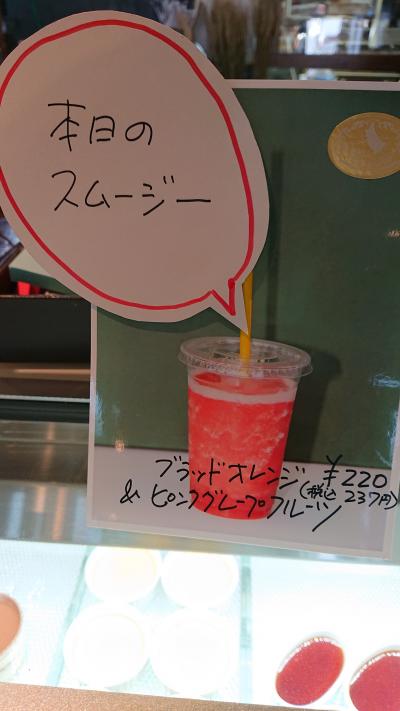 本日の
スムージー
ブラッドオレンジ ¥220
& ピンクグレープフルーツ (税込 237円)